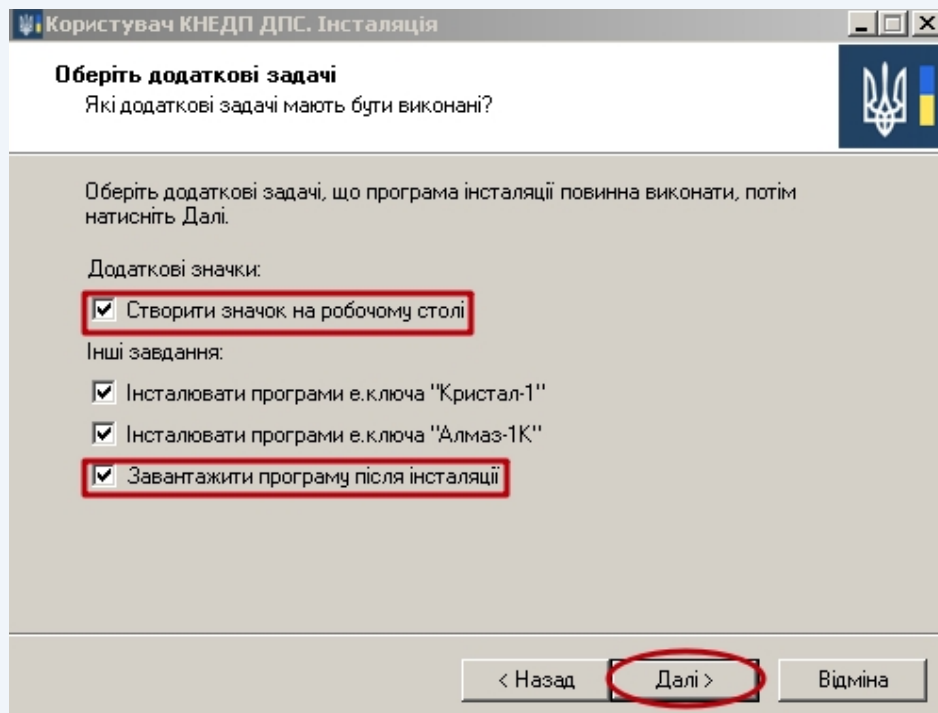 Користувач КНЕДП ДПС. Інсталяція
Оберіть додаткові задачі
Які додаткові задачі мають бути виконані?
Оберіть додаткові задачі, що програма інсталяції повинна виконати, потім
натисніть Далі.
Додаткові значки:
Створити значок на робочому столі
Інші завдання:
Інсталювати програми е.ключа "Кристал-1"
Інсталювати програми е.ключа "Алмаз-1К"
Завантажити програму після інсталяції
< Назад Далі > Відміна